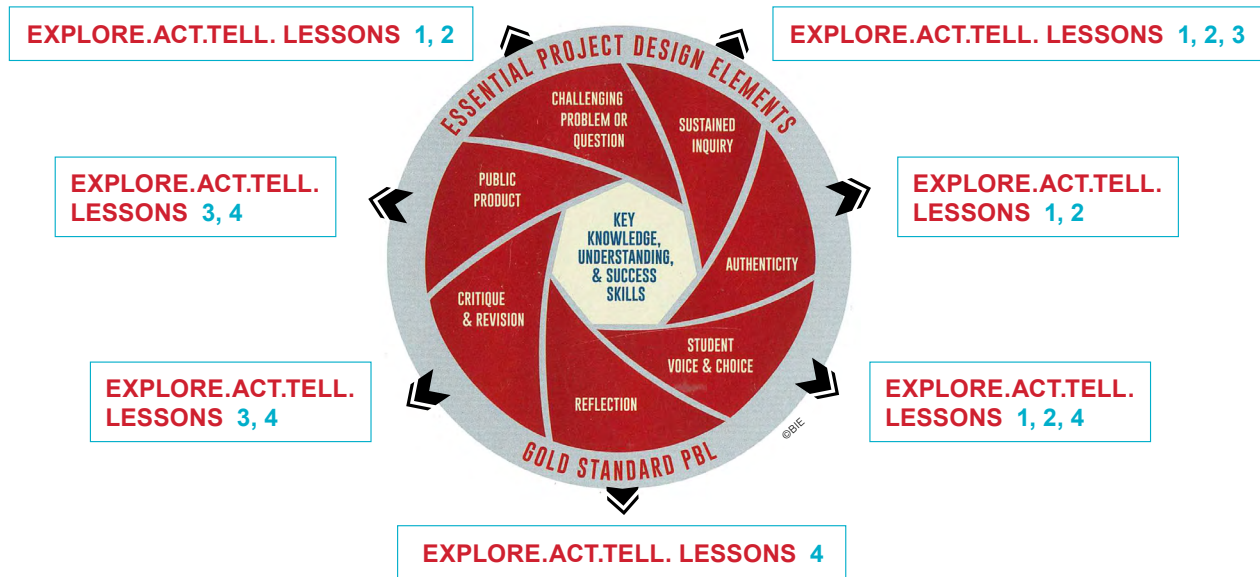 EXPLORE.ACT.TELL. LESSONS 1, 2
EXPLORE.ACT.TELL. LESSONS 1, 2, 3
ESSENTIAL PROJECT DESIGN ELEMENTS
CHALLENGING
PROBLEM OR
QUESTION
SUSTAINED
INQUIRY
EXPLORE.ACT.TELL.
LESSONS 3, 4
PUBLIC
PRODUCT
KEY
KNOWLEDGE,
UNDERSTANDING,
& SUCCESS
SKILLS
EXPLORE.ACT.TELL.
LESSONS 1, 2
AUTHENTICITY
CRITIQUE
& REVISION
STUDENT
VOICE & CHOICE
EXPLORE.ACT.TELL.
LESSONS 3, 4
REFLECTION
EXPLORE.ACT.TELL.
LESSONS 1, 2, 4
©BIE
GOLD STANDARD PBL
EXPLORE.ACT.TELL. LESSONS 4